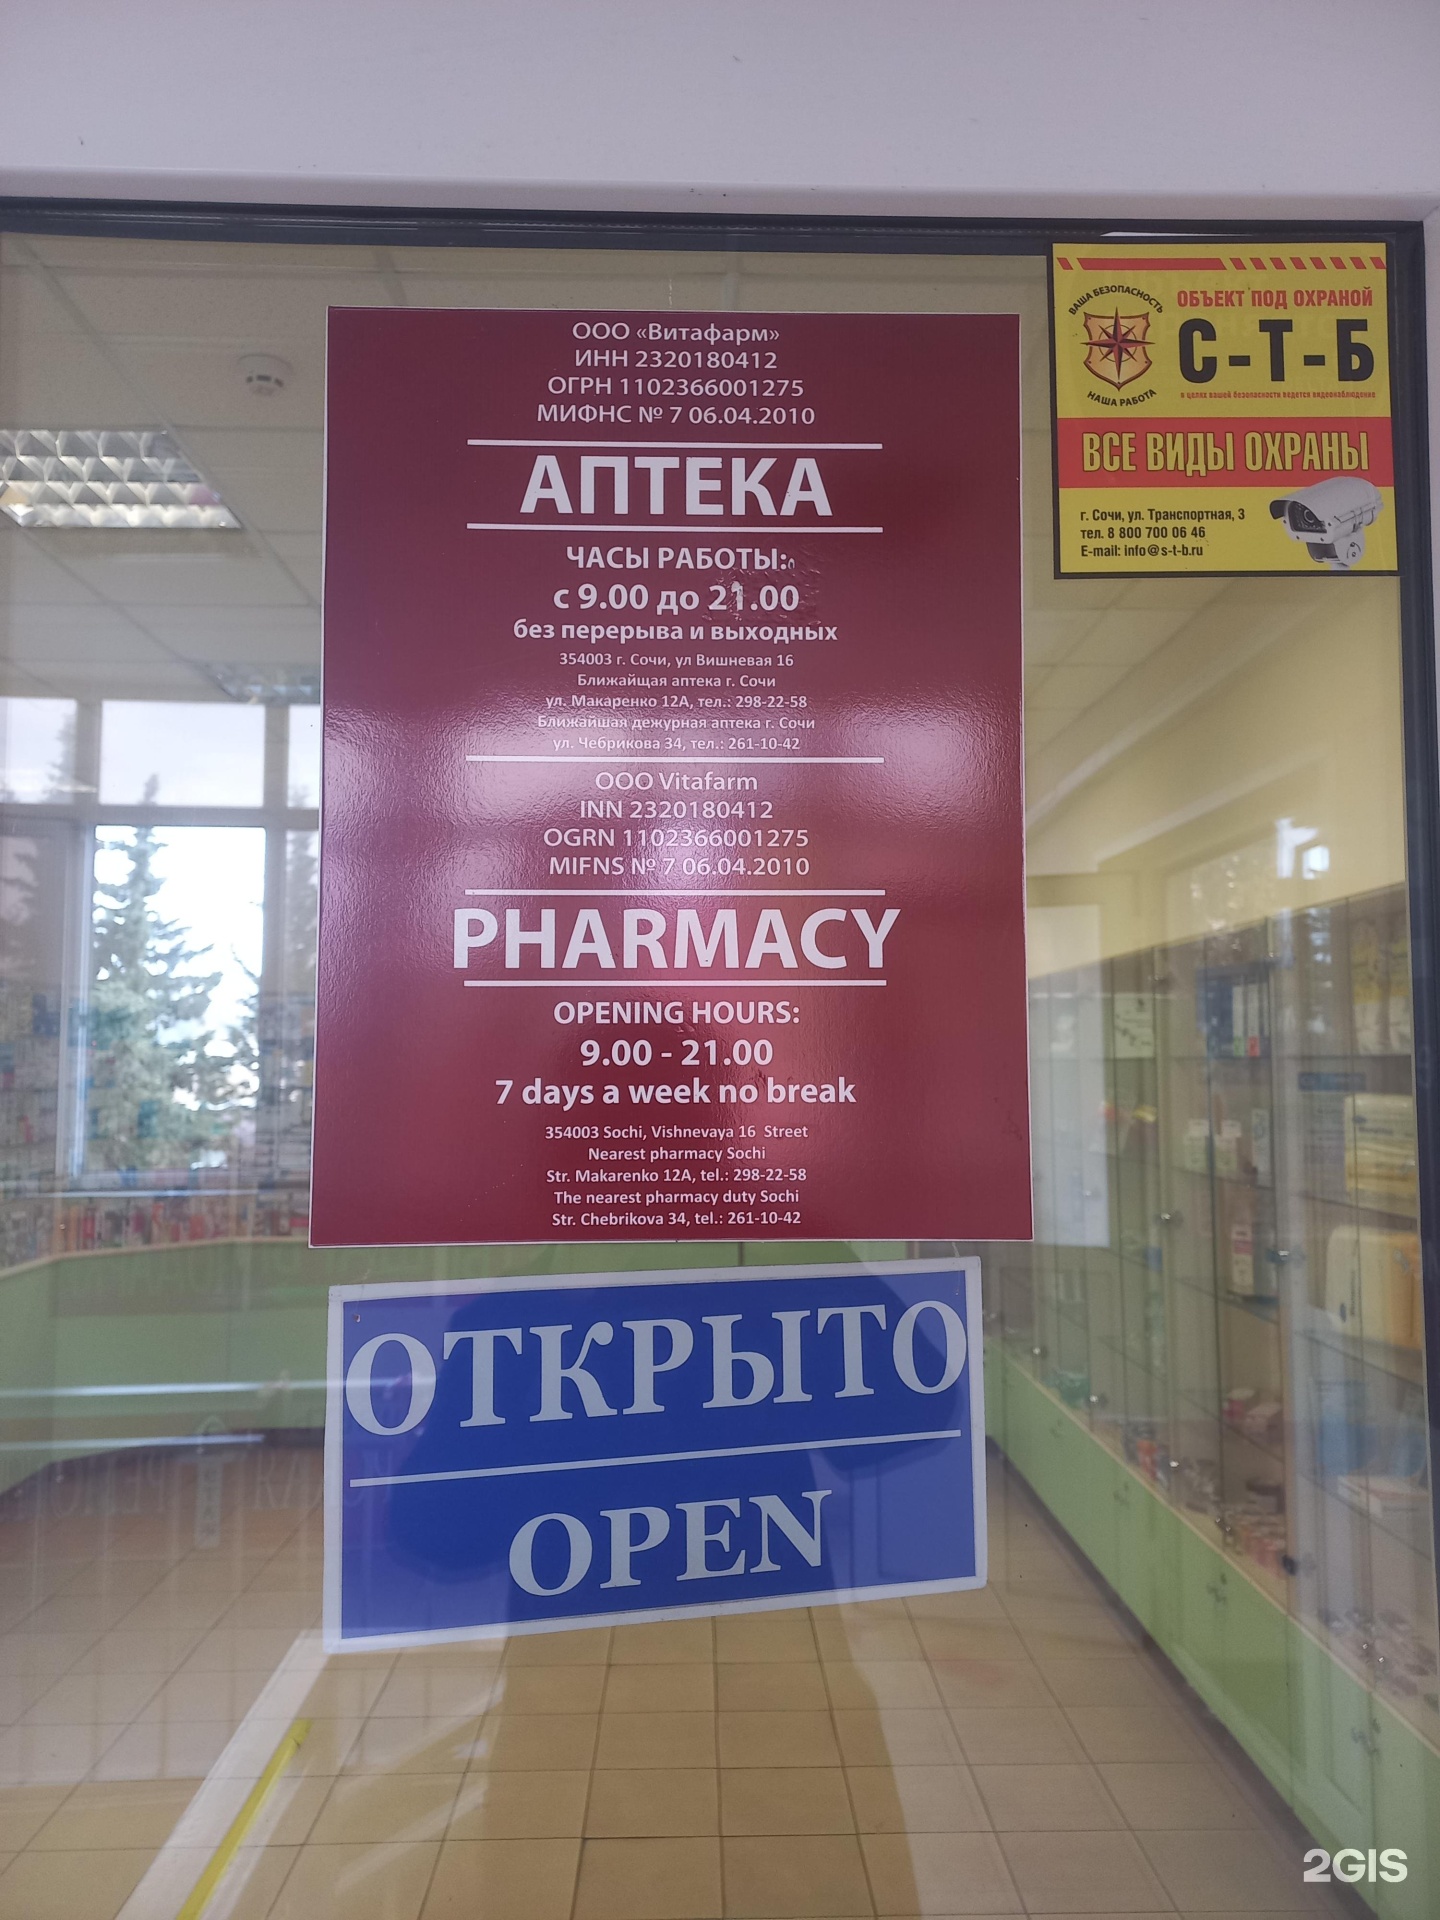 ООО «Витафарм»
ИНН 2320180412
ОГРН 1102366001275
МИФНС № 7 06.04.2010
АПТЕКА
ЧАСЫ РАБОТЫ:
с 9.00 до 21.00
без перерыва и выходных
354003 г. Сочи, ул Вишневая 16
Ближайщая аптека г. Сочи
ул. Макаренко 12А, тел.: 298-22-58
Ближайшая дежурная аптека г. Сочи
ул. Чебрикова 34, тел.: 261-10-42
OOO Vitafarm
INN 2320180412
OGRN 1102366001275
MIFNS № 7 06.04.2010
PHARMACY
OPENING HOURS:
9.00 - 21.00
7 days a week no break
354003 Sochi, Vishnevaya 16 Street
Nearest pharmacy Sochi
Str. Makarenko 12A, tel.: 298-22-58
The nearest pharmacy duty Sochi
Str. Chebrikova 34, tel.: 261-10-42
ОТКРЫТО
OPEN
ВАША БЕЗОПАСНОСТЬ
НАША РАБОТА
ОБЪЕКТ ПОД ОХРАНОЙ
С-Т-Б
в целях вашей безопасности ведется видеонаблюдение
ВСЕ ВИДЫ ОХРАНЫ
г. Сочи, ул. Транспортная, 3
тел. 8 800 700 06 46
E-mail: info@s-t-b.ru
2GIS